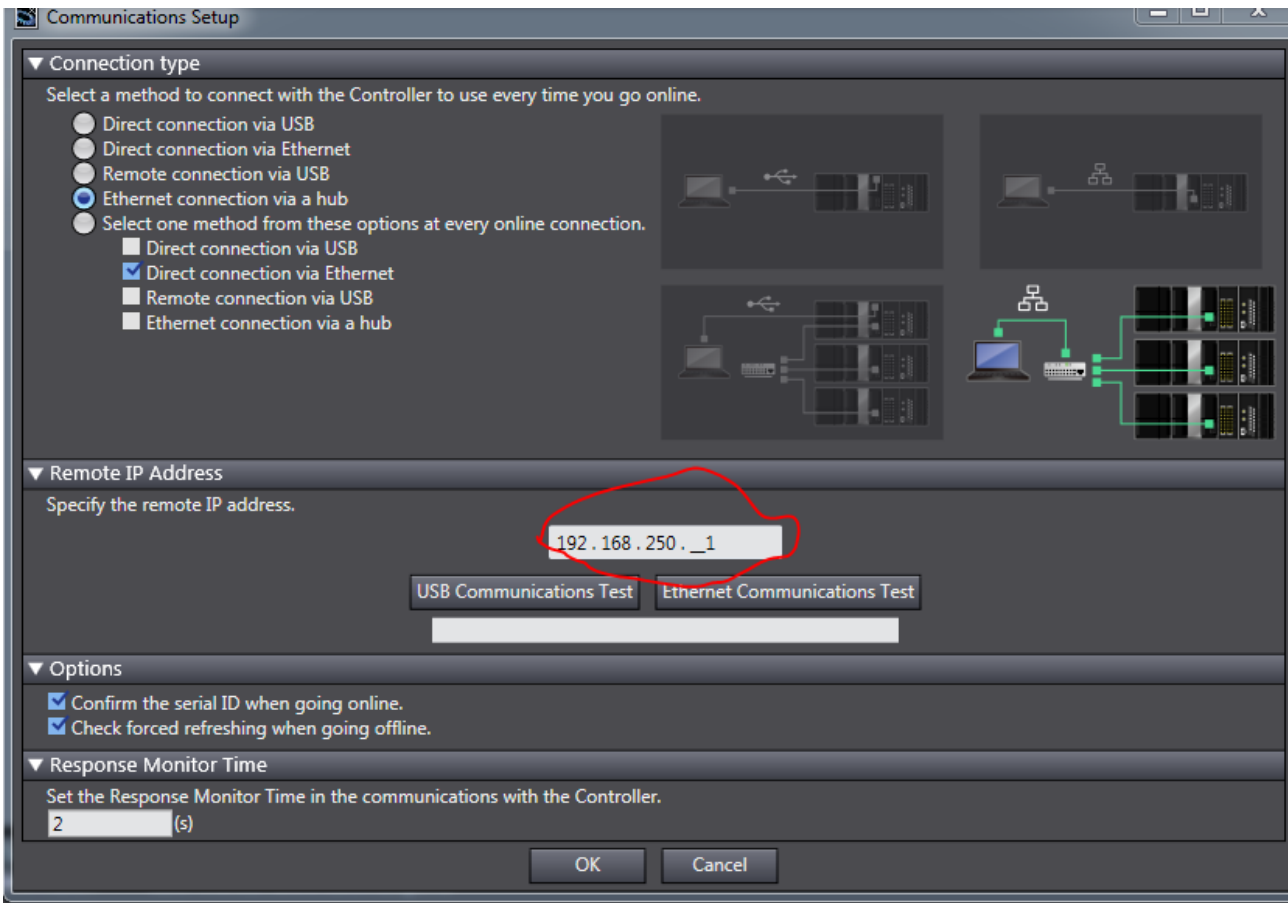 Communications Setup
Connection type
Select a method to connect with the Controller to use every time you go online.
Direct connection via USB
Direct connection via Ethernet
Remote connection via USB
Ethernet connection via a hub
Select one method from these options at every online connection.
Direct connection via USB
Direct connection via Ethernet
Remote connection via USB
Ethernet connection via a hub
Remote IP Address
Specify the remote IP address.
192.168.250.__1
USB Communications Test Ethernet Communications Test
Options
Confirm the serial ID when going online.
Check forced refreshing when going offline.
Response Monitor Time
Set the Response Monitor Time in the communications with the Controller.
2 (s)
OK Cancel